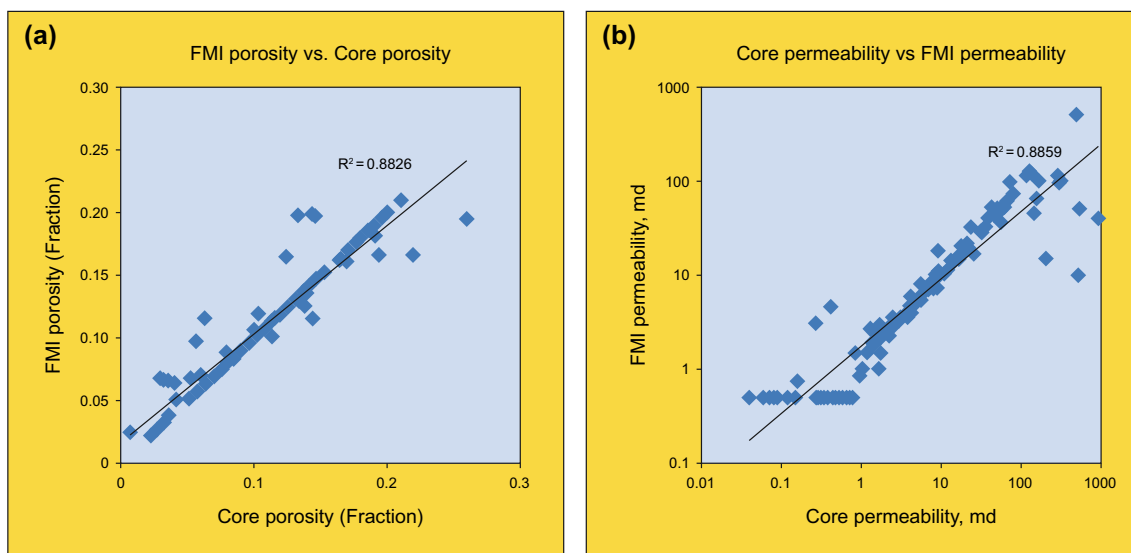 (a)
FMI porosity vs. Core porosity
0.30
0.25
0.20
0.15
0.10
0.05
0
R² = 0.8826
FMI porosity (Fraction)
0
0.1
0.2
0.3
Core porosity (Fraction)
(b)
Core permeability vs FMI permeability
1000
100
10
1
0.1
R² = 0.8859
FMI permeability, md
0.01
0.1
1
10
100
1000
Core permeability, md